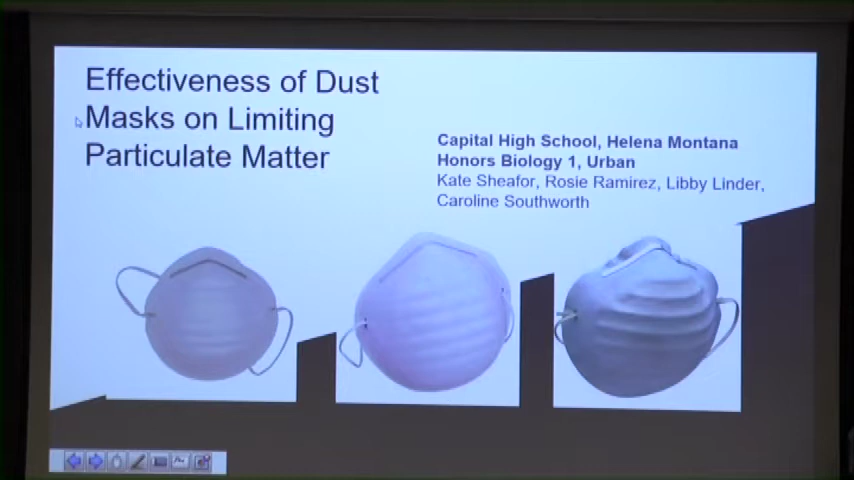 Effectiveness of Dust
Masks on Limiting
Particulate Matter
Capital High School, Helena Montana
Honors Biology 1, Urban
Kate Sheafor, Rosie Ramirez, Libby Linder,
Caroline Southworth